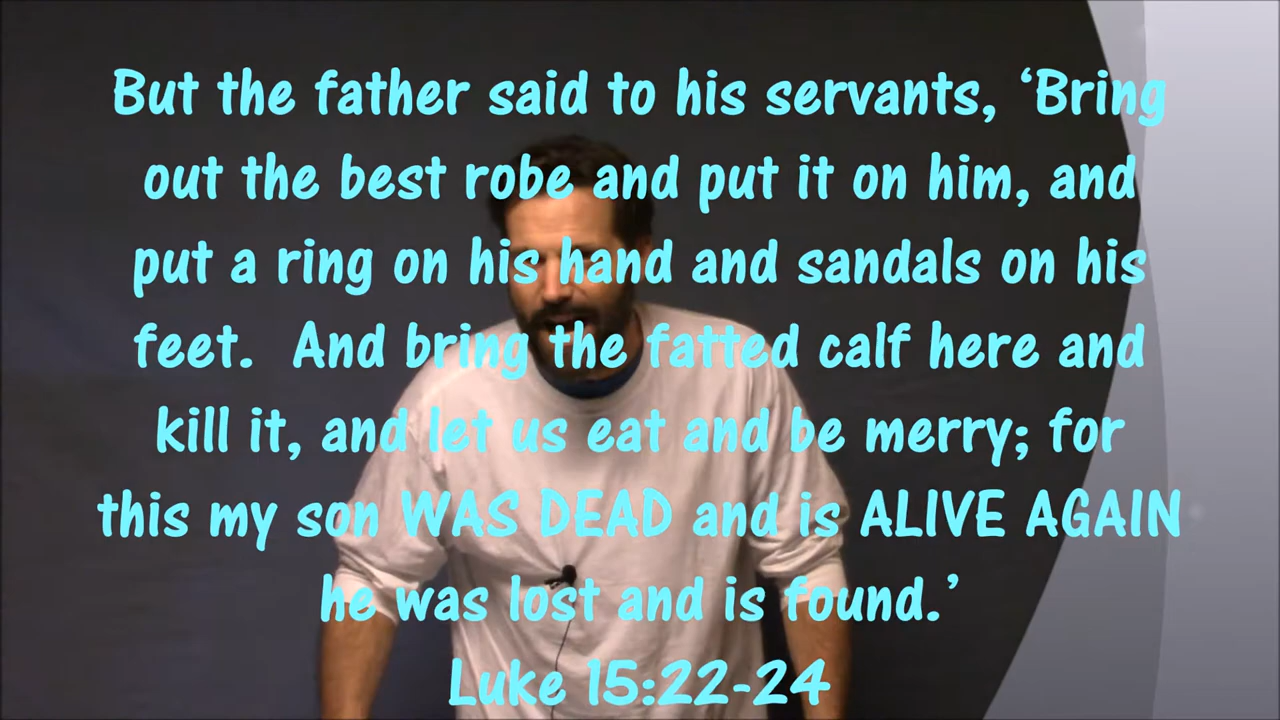 But the father said to his servants, ‘Bring
out the best robe and put it on him, and
put a ring on his hand and sandals on his
feet.  And bring the fatted calf here and
kill it, and let us eat and be merry; for
this my son WAS DEAD and is ALIVE AGAIN
he was lost and is found.’
Luke 15:22-24